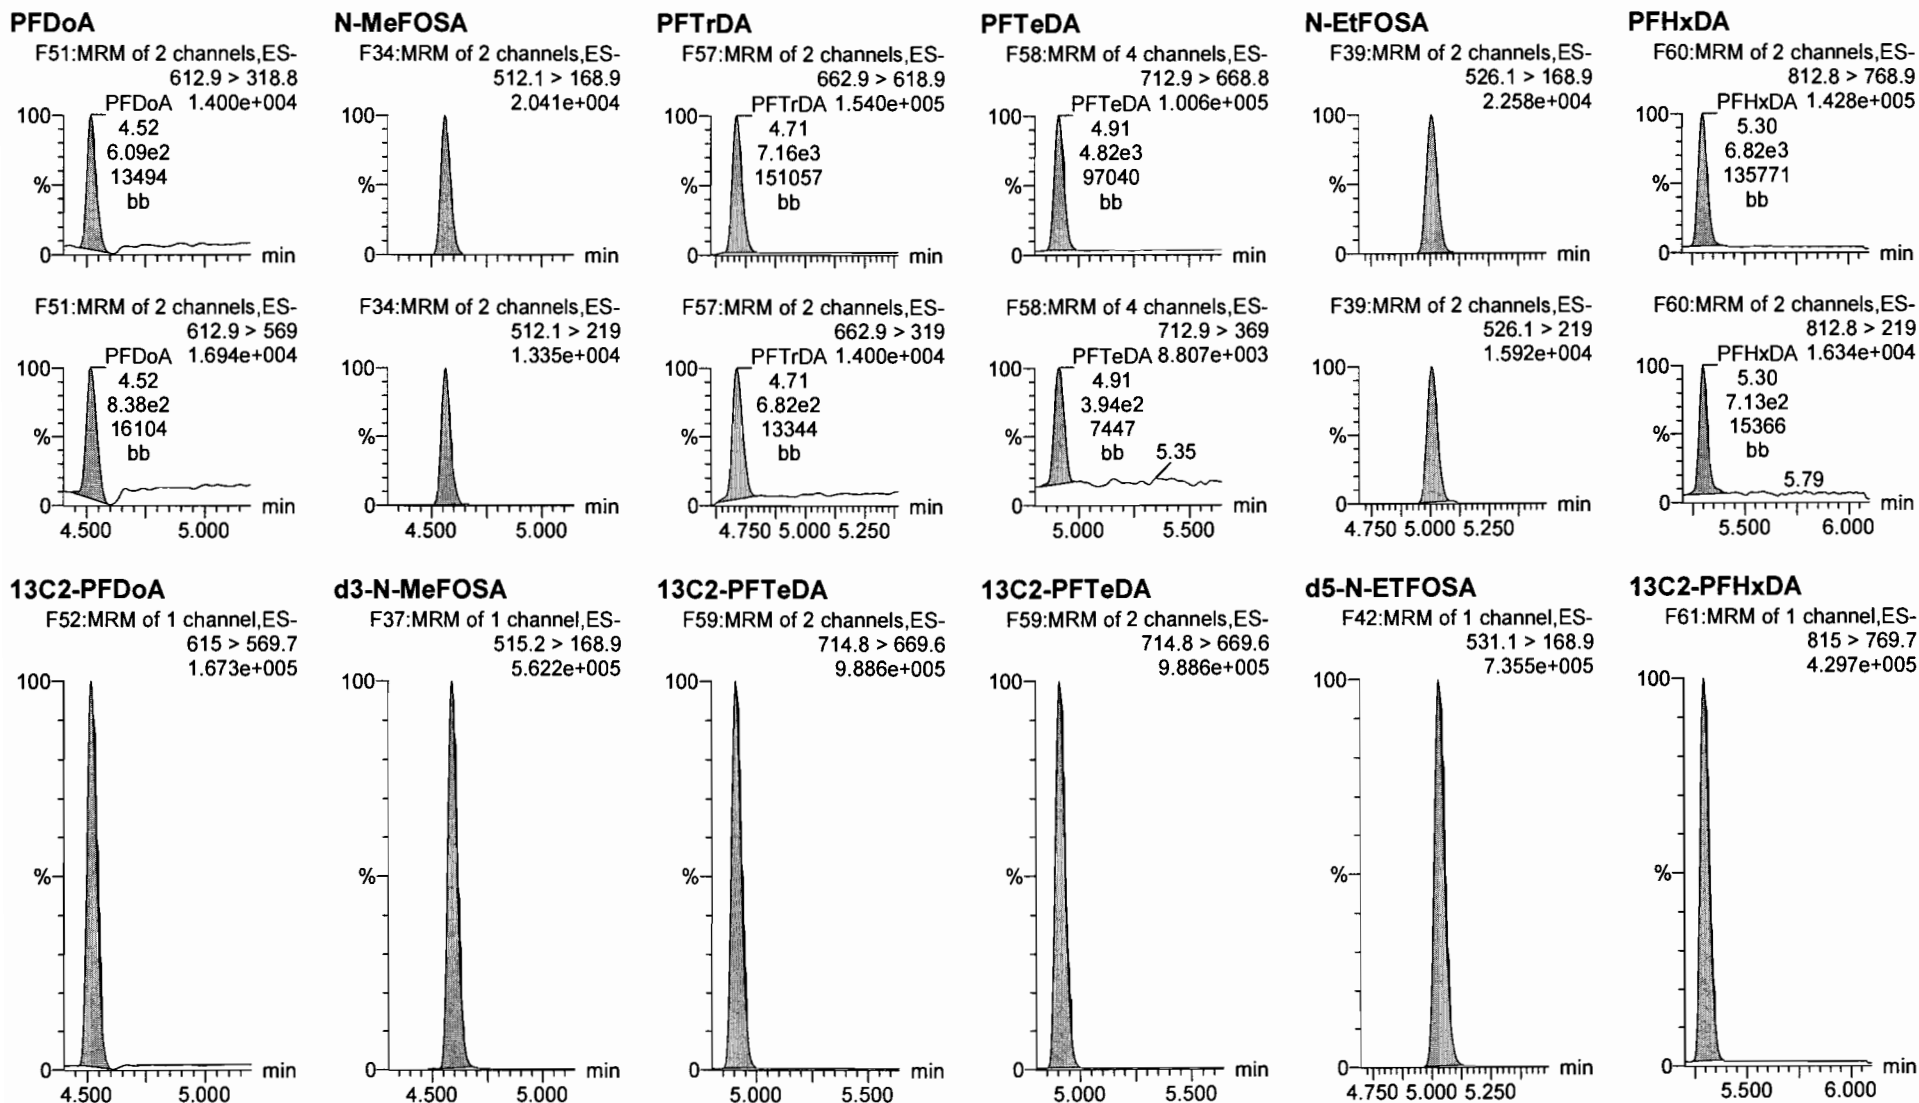 PFDoA
F51:MRM of 2 channels,ES-
612.9 > 318.8
PFDoA 1.400e+004
100
4.52
6.09e2
13494
bb
%
0
min
F51:MRM of 2 channels,ES-
612.9 > 569
PFDoA 1.694e+004
100
4.52
8.38e2
16104
bb
%
0
min
4.500 5.000
N-MeFOSA
F34:MRM of 2 channels,ES-
512.1 > 168.9
2.041e+004
100
%
0
min
F34:MRM of 2 channels,ES-
512.1 > 219
1.335e+004
100
%
0
min
4.500 5.000
PFTrDA
F57:MRM of 2 channels,ES-
662.9 > 618.9
PFTrDA 1.540e+005
100
4.71
7.16e3
151057
bb
%
0
min
F57:MRM of 2 channels,ES-
662.9 > 319
PFTrDA 1.400e+004
100
4.71
6.82e2
13344
bb
%
0
min
4.750 5.000 5.250
PFTeDA
F58:MRM of 4 channels,ES-
712.9 > 668.8
PFTeDA 1.006e+005
100
4.91
4.82e3
97040
bb
%
0
min
F58:MRM of 4 channels,ES-
712.9 > 369
PFTeDA 8.807e+003
100
4.91
3.94e2
7447
bb
5.35
%
0
min
5.000 5.500
N-EtFOSA
F39:MRM of 2 channels,ES-
526.1 > 168.9
2.258e+004
100
%
0
min
F39:MRM of 2 channels,ES-
526.1 > 219
1.592e+004
100
%
0
min
4.750 5.000 5.250
PFHxDA
F60:MRM of 2 channels,ES-
812.8 > 768.9
PFHxDA 1.428e+005
100
5.30
6.82e3
135771
bb
%
0
min
F60:MRM of 2 channels,ES-
812.8 > 219
PFHxDA 1.634e+004
100
5.30
7.13e2
15366
bb
5.79
%
0
min
5.500 6.000
13C2-PFDoA
F52:MRM of 1 channel,ES-
615 > 569.7
1.673e+005
100
%
0
min
4.500 5.000
d3-N-MeFOSA
F37:MRM of 1 channel,ES-
515.2 > 168.9
5.622e+005
100
%
0
min
4.500 5.000
13C2-PFTeDA
F59:MRM of 2 channels,ES-
714.8 > 669.6
9.886e+005
100
%
0
min
5.000 5.500
13C2-PFTeDA
F59:MRM of 2 channels,ES-
714.8 > 669.6
9.886e+005
100
%
0
min
5.000 5.500
d5-N-ETFOSA
F42:MRM of 1 channel,ES-
531.1 > 168.9
7.355e+005
100
%
0
min
4.750 5.000 5.250
13C2-PFHxDA
F61:MRM of 1 channel,ES-
815 > 769.7
4.297e+005
100
%
0
min
5.500 6.000